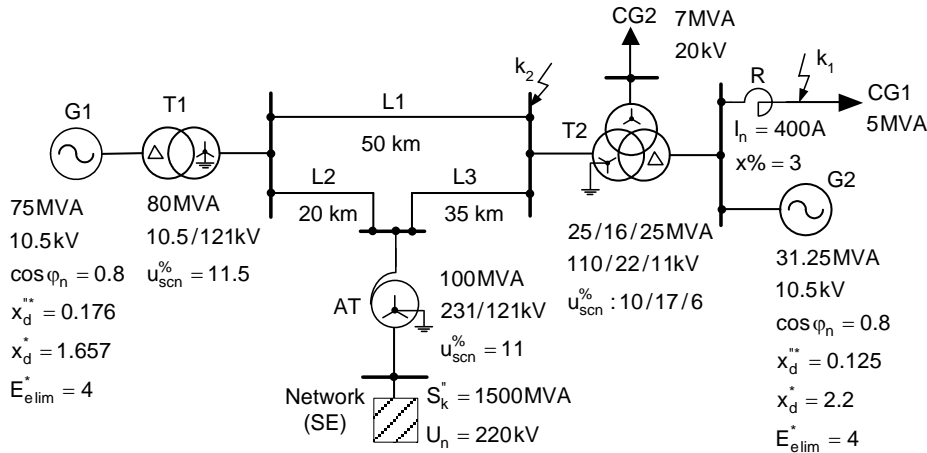 G1
75MVA
10.5kV
cosφn = 0.8
x"*d = 0.176
x*d = 1.657
E*elim = 4
T1
80MVA
10.5/121kV
u%scn = 11.5
L1
50 km
L2
20 km
L3
35 km
k2
AT
100MVA
231/121kV
u%scn = 11
Network
(SE)
S"k = 1500MVA
Un = 220kV
CG2
7MVA
20kV
T2
25/16/25MVA
110/22/11kV
u%scn : 10/17/6
R
In = 400A
x% = 3
k1
CG1
5MVA
G2
31.25MVA
10.5kV
cosφn = 0.8
x"*d = 0.125
x*d = 2.2
E*elim = 4